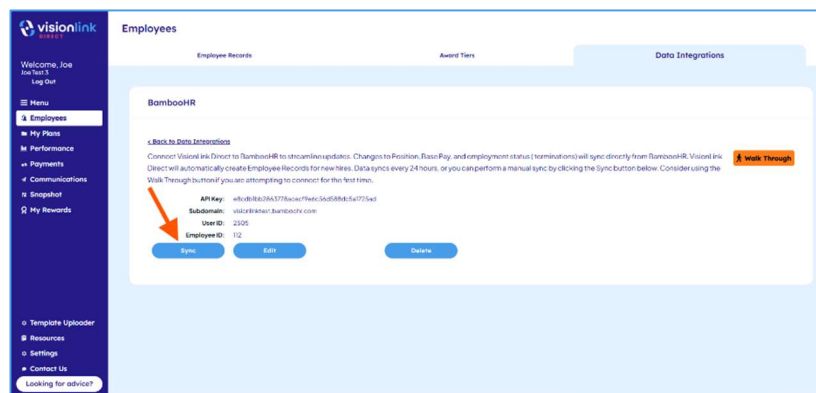 visionlink
DIRECT
Welcome, Joe
Joe Test 3
Log Out
Menu
Employees
My Plans
Performance
Payments
Communications
Snapshot
My Rewards
Template Uploader
Resources
Settings
Contact Us
Looking for advice?
Employees
Employee Records
Award Tiers
Data Integrations
BambooHR
< Back to Data Integrations
Connect VisionLink Direct to BambooHR to streamline updates. Changes to Position, Base Pay, and employment status (terminations) will sync directly from BambooHR. VisionLink
Direct will automatically create Employee Records for new hires. Data syncs every 24 hours, or you can perform a manual sync by clicking the Sync button below. Consider using the
Walk Through button if you are attempting to connect for the first time.
Walk Through
API Key:
Subdomain: visionlinktest.bamboohr.com
User ID: 2505
Employee ID: 112
Sync
Edit
Delete